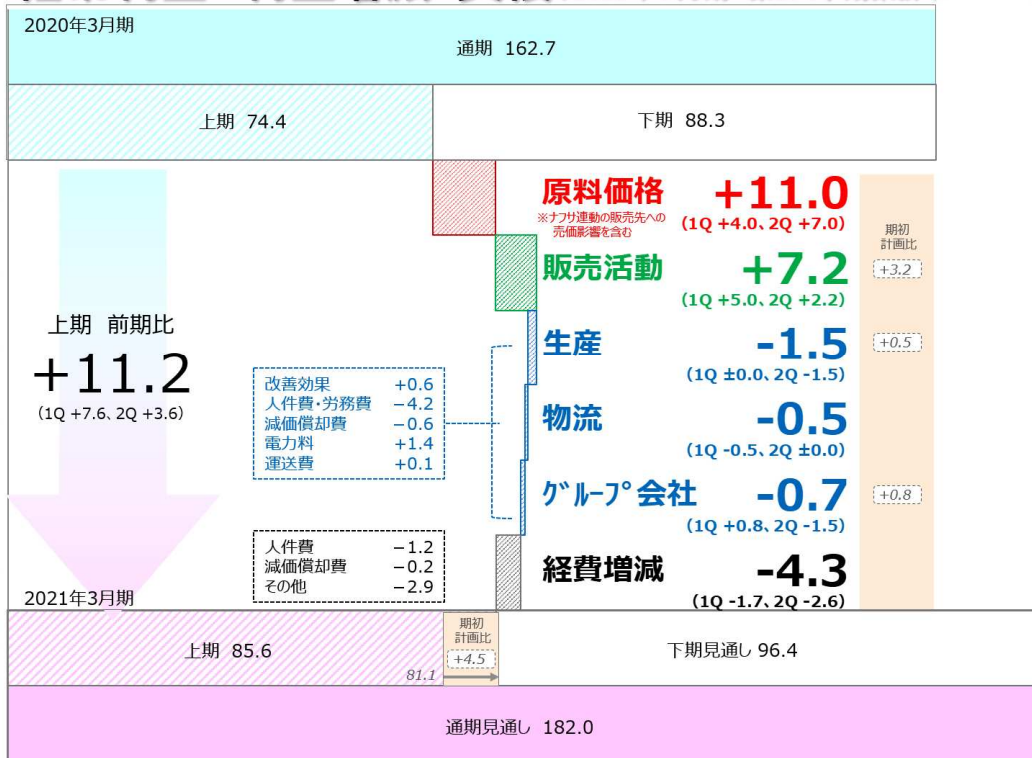 2020年3月期
通期 162.7
上期 74.4
下期 88.3
原料価格 +11.0
※ナフサ連動の販売先への
売価影響を含む
(1Q +4.0、2Q +7.0)
期初
計画比
販売活動 +7.2
+3.2
(1Q +5.0、2Q +2.2)
上期 前期比
+11.2
(1Q +7.6、2Q +3.6)
生産 -1.5
+0.5
(1Q ±0.0、2Q -1.5)
改善効果 +0.6
人件費・労務費 −4.2
減価償却費 −0.6
電力料 +1.4
運送費 +0.1
物流 -0.5
(1Q -0.5、2Q ±0.0)
グループ会社 -0.7
+0.8
(1Q +0.8、2Q -1.5)
人件費 −1.2
減価償却費 −0.2
その他 −2.9
経費増減 -4.3
(1Q -1.7、2Q -2.6)
2021年3月期
上期 85.6
81.1
期初
計画比
+4.5
下期見通し 96.4
通期見通し 182.0